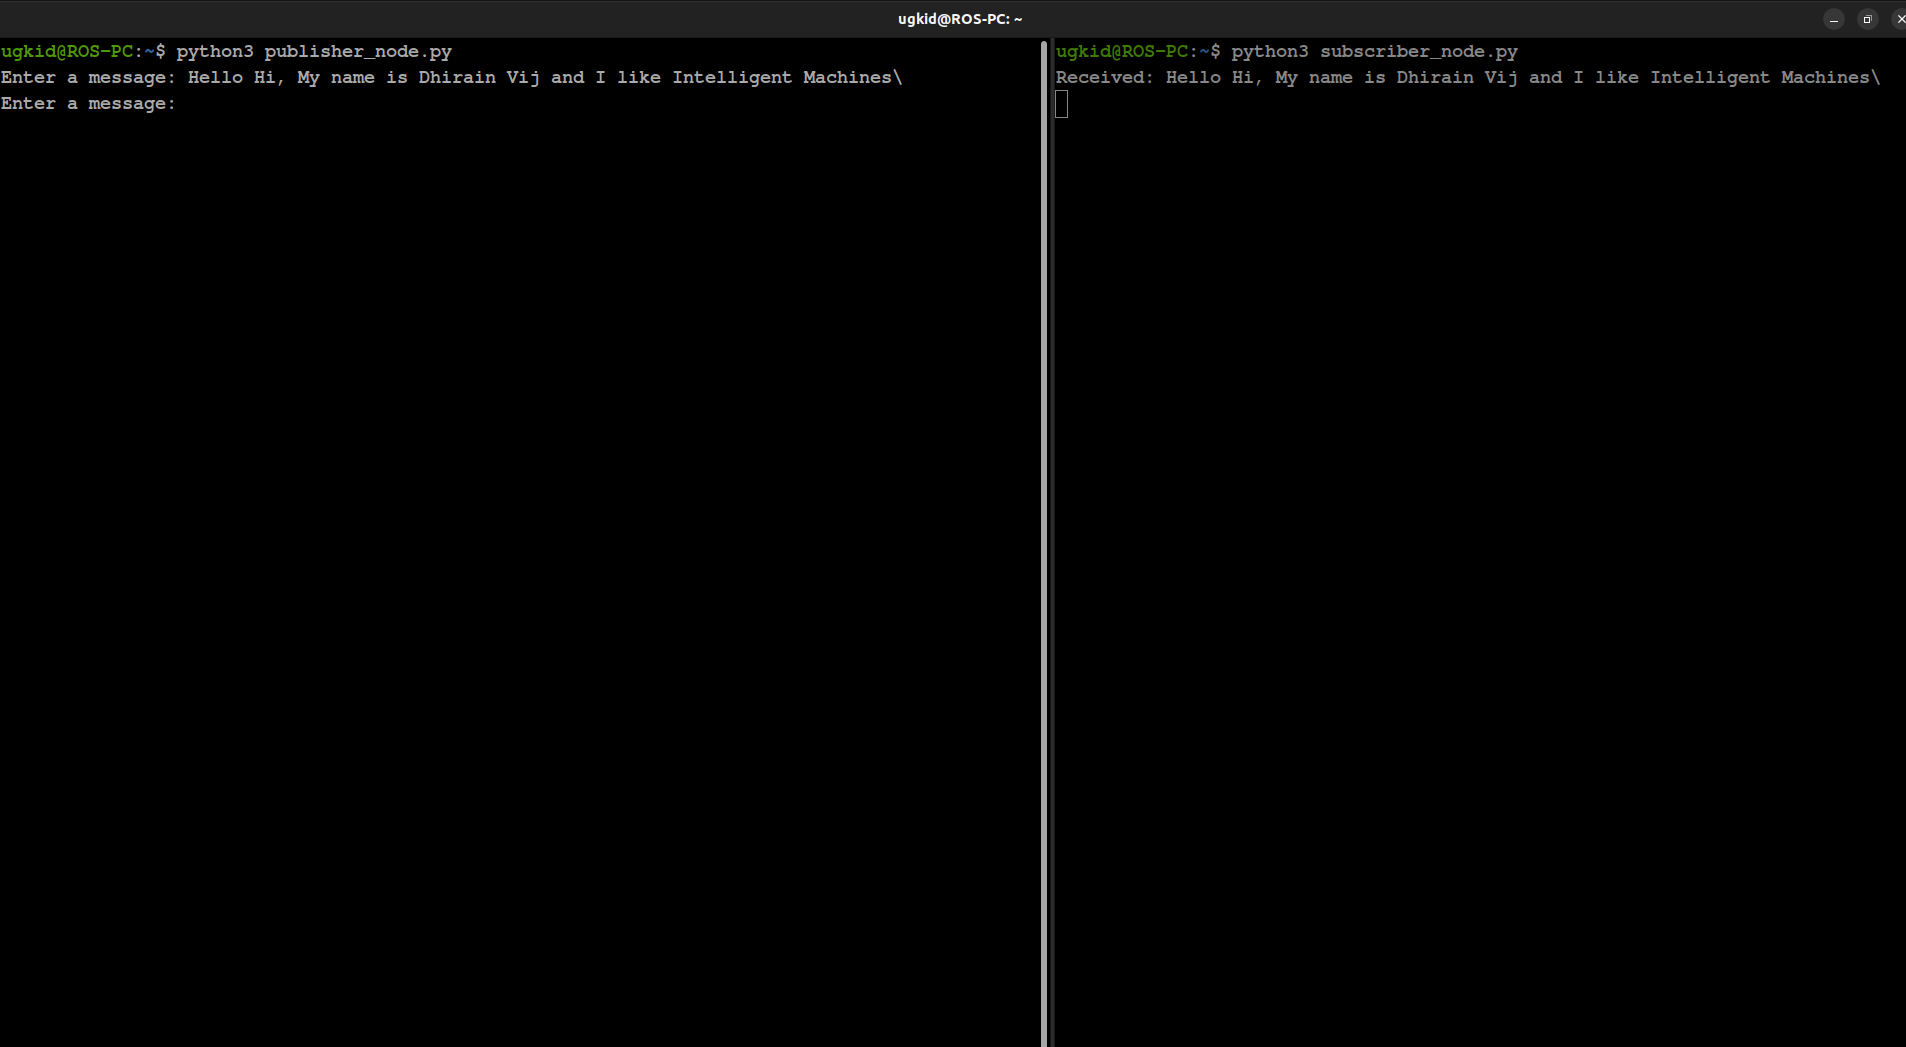 ugkid@ROS-PC: ~
ugkid@ROS-PC:~$ python3 publisher_node.py
Enter a message: Hello Hi, My name is Dhirain Vij and I like Intelligent Machines\
Enter a message:
ugkid@ROS-PC:~$ python3 subscriber_node.py
Received: Hello Hi, My name is Dhirain Vij and I like Intelligent Machines\